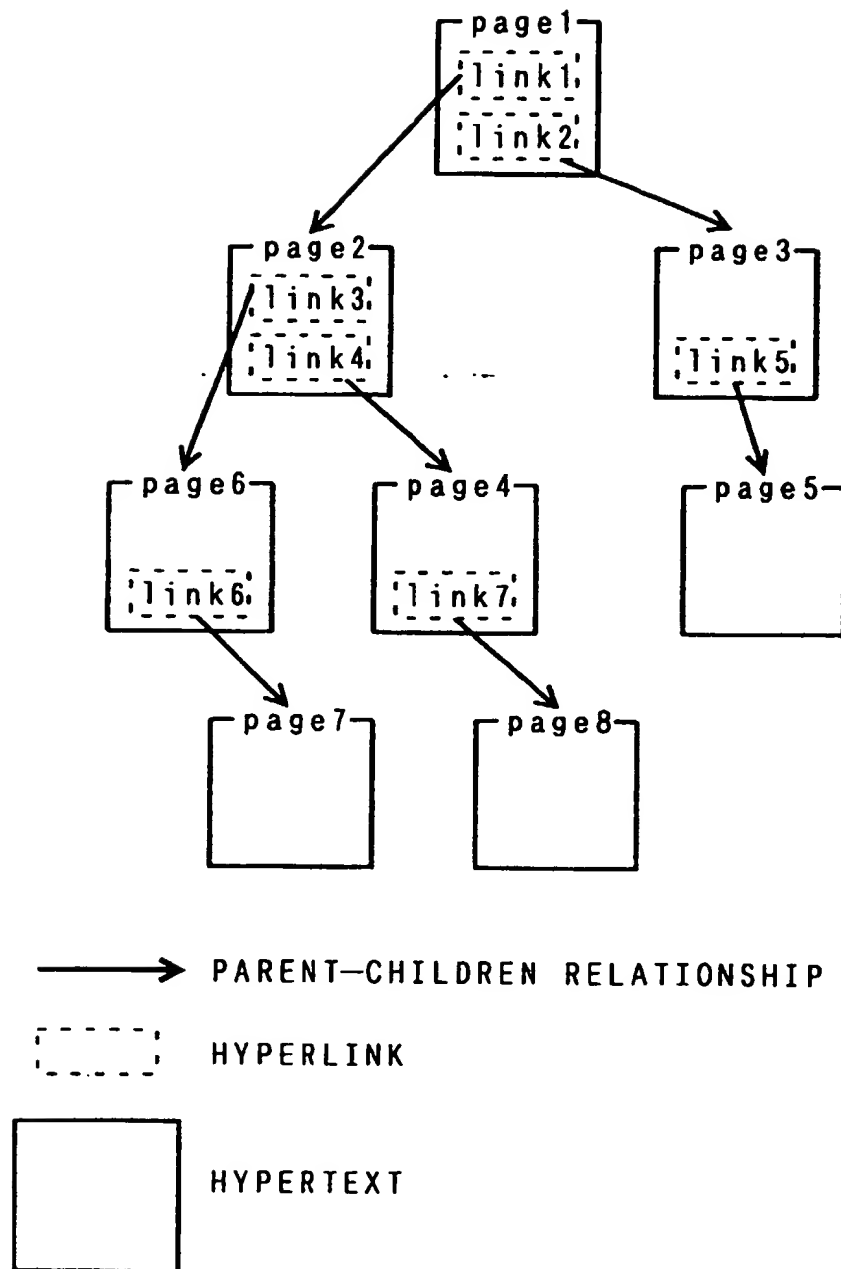 page1
link1
link2
page2
page3
link3
link4
link5
page6
page4
page5
link6
link7
page7
page8
PARENT—CHILDREN RELATIONSHIP
HYPERLINK
HYPERTEXT